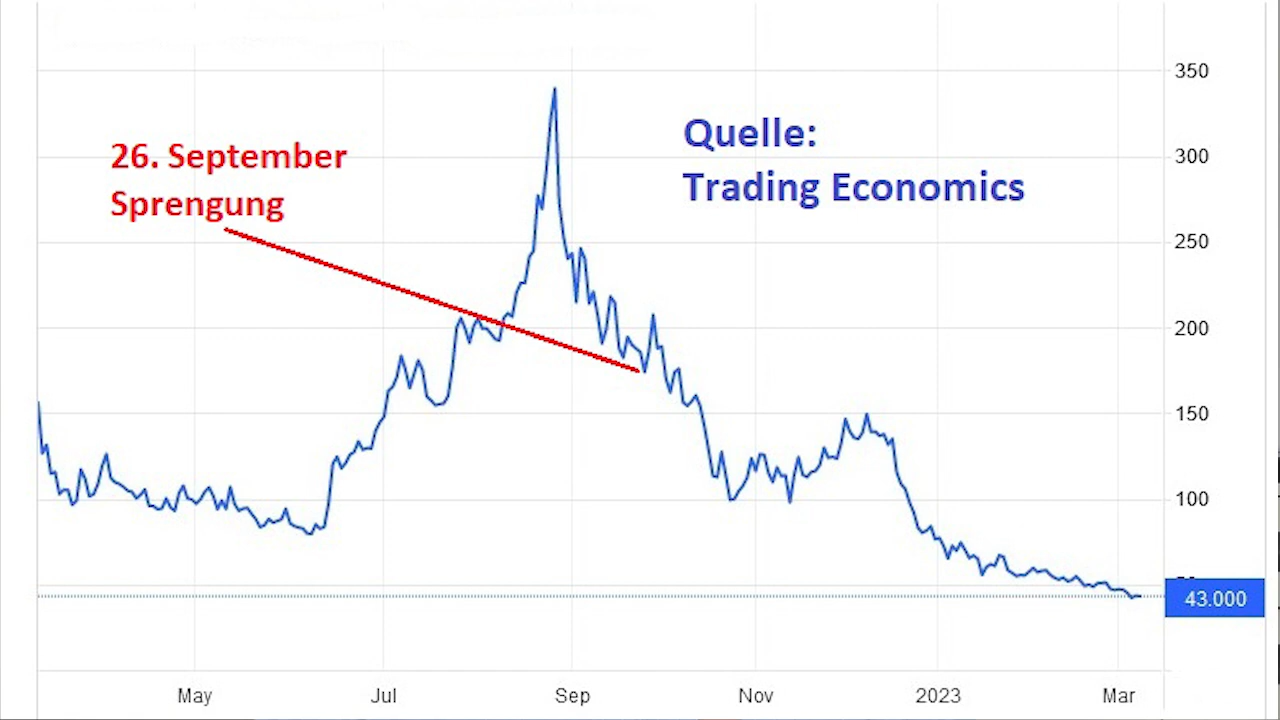 350
26. September
Sprengung
Quelle:
Trading Economics
300
250
200
150
100
43.000
May
Jul
Sep
Nov
2023
Mar